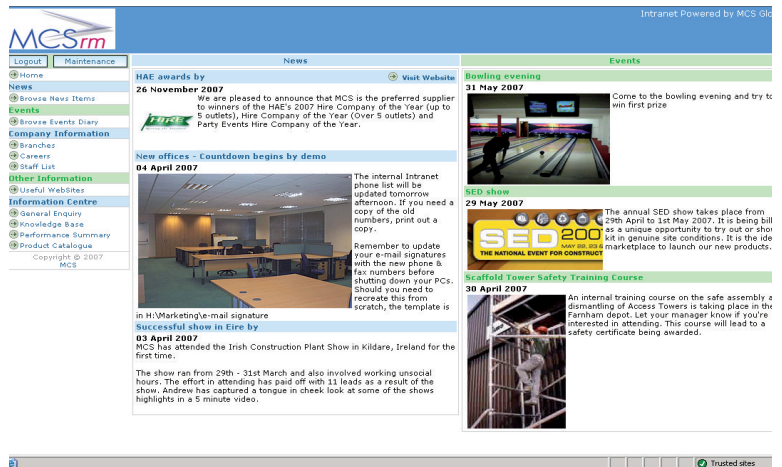 Intranet Powered by MCS Glo
MCSrm
Logout
Maintenance
Home
News
Browse News Items
Events
Browse Events Diary
Company Information
Branches
Careers
Staff List
Other Information
Useful WebSites
Information Centre
General Enquiry
Knowledge Base
Performance Summary
Product Catalogue
Copyright © 2007
MCS
News
HAE awards by
Visit Website
26 November 2007
HIRE
We are pleased to announce that MCS is the preferred supplier
to winners of the HAE's 2007 Hire Company of the Year (up to
5 outlets), Hire Company of the Year (Over 5 outlets) and
Party Events Hire Company of the Year.
New offices - Countdown begins by demo
04 April 2007
The internal Intranet
phone list will be
updated tomorrow
afternoon. If you need a
copy of the old
numbers, print out a
copy.
Remember to update
your e-mail signatures
with the new phone &
fax numbers before
shutting down your PCs.
Should you need to
recreate this from
scratch, the template is
in H:\Marketing\e-mail signature
Successful show in Eire by
03 April 2007
MCS has attended the Irish Construction Plant Show in Kildare, Ireland for the
first time.
The show ran from 29th - 31st March and also involved working unsocial
hours. The effort in attending has paid off with 11 leads as a result of the
show. Andrew has captured a tongue in cheek look at some of the shows
highlights in a 5 minute video.
Events
Bowling evening
31 May 2007
Come to the bowling evening and try to
win first prize
SED show
29 May 2007
SED 2007
MAY 22, 23 &
THE NATIONAL EVENT FOR CONSTRUCT
The annual SED show takes place from
29th April to 1st May 2007. It is being bill
as a unique opportunity to try out or sho
kit in genuine site conditions. It is the ide
marketplace to launch our new products.
Scaffold Tower Safety Training Course
30 April 2007
An internal training course on the safe assembly a
dismantling of Access Towers is taking place in the
Farnham depot. Let your manager know if you're
interested in attending. This course will lead to a
safety certificate being awarded.
Trusted sites